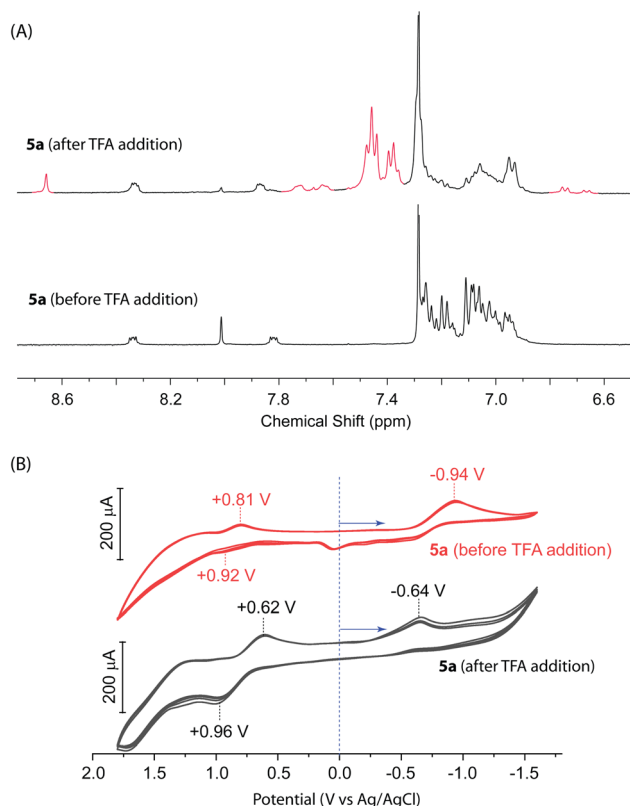 (A)
5a (after TFA addition)
5a (before TFA addition)
8.6 8.2 7.8 7.4 7.0 6.6
Chemical Shift (ppm)
(B)
-0.94 V
+0.81 V
200 µA
5a (before TFA addition)
+0.92 V
+0.62 V
-0.64 V
200 µA
5a (after TFA addition)
+0.96 V
2.0 1.5 1.0 0.5 0.0 -0.5 -1.0 -1.5
Potential (V vs Ag/AgCl)